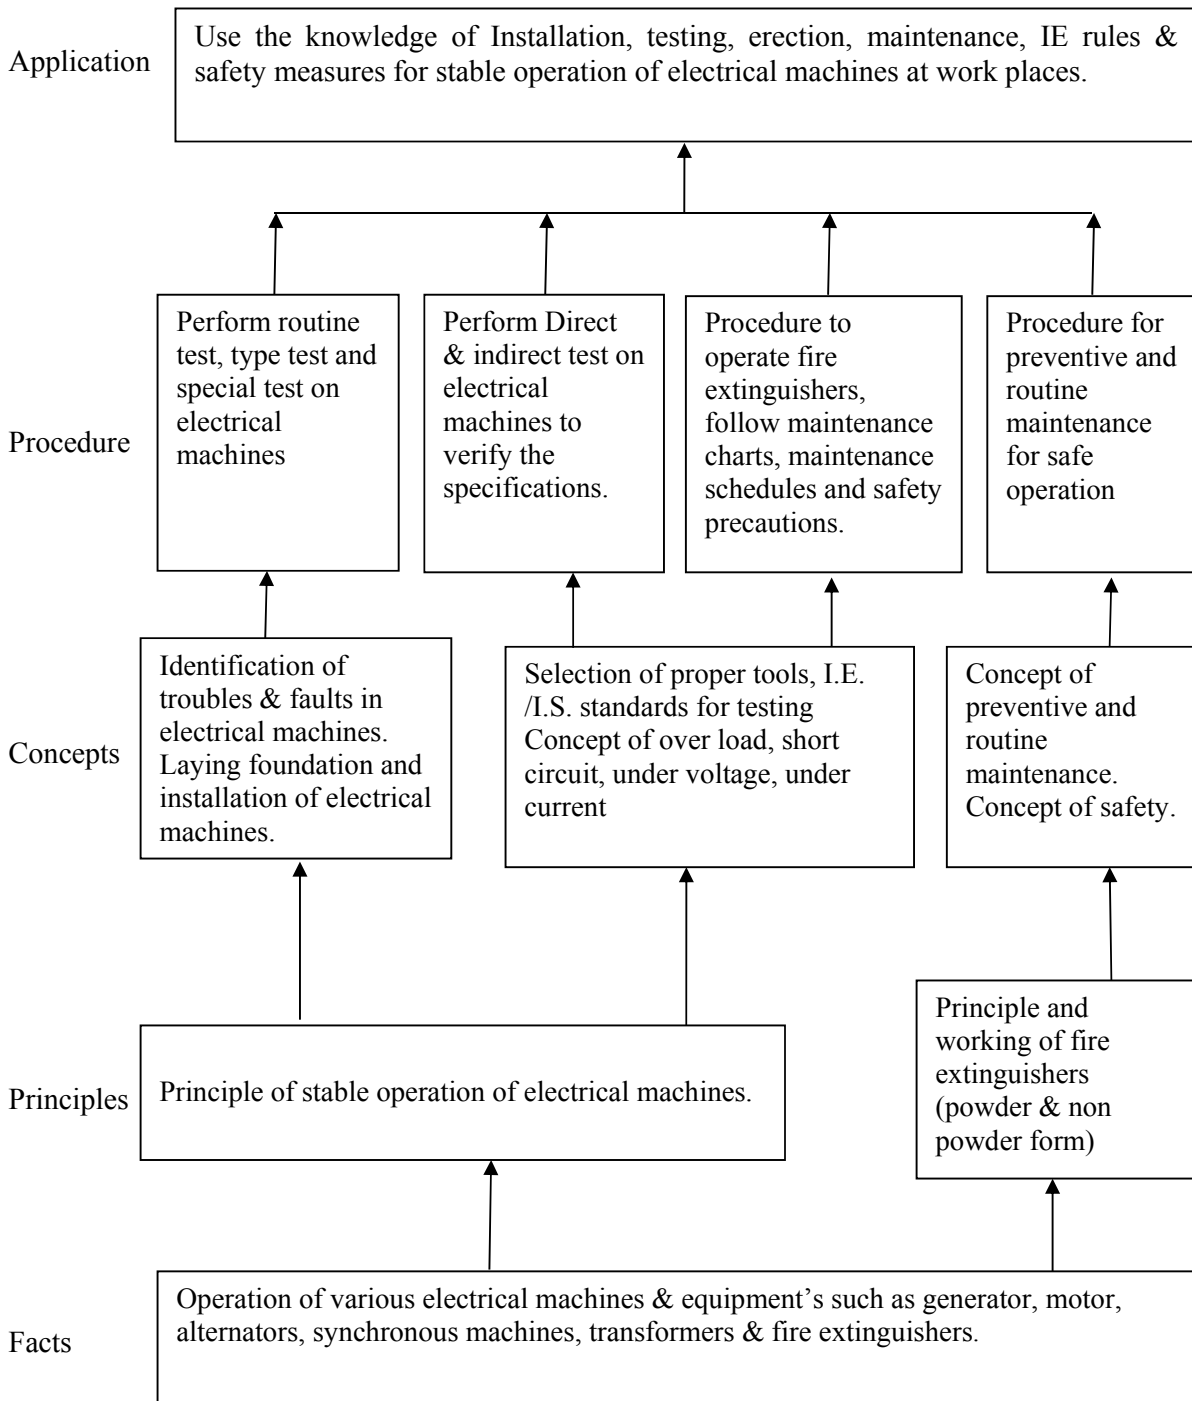 Application
Use the knowledge of Installation, testing, erection, maintenance, IE rules &
safety measures for stable operation of electrical machines at work places.
Procedure
Perform routine
test, type test and
special test on
electrical
machines
Perform Direct
& indirect test on
electrical
machines to
verify the
specifications.
Procedure to
operate fire
extinguishers,
follow maintenance
charts, maintenance
schedules and safety
precautions.
Procedure for
preventive and
routine
maintenance
for safe
operation
Concepts
Identification of
troubles & faults in
electrical machines.
Laying foundation and
installation of electrical
machines.
Selection of proper tools, I.E.
/I.S. standards for testing
Concept of over load, short
circuit, under voltage, under
current
Concept of
preventive and
routine
maintenance.
Concept of safety.
Principles
Principle of stable operation of electrical machines.
Principle and
working of fire
extinguishers
(powder & non
powder form)
Facts
Operation of various electrical machines & equipment’s such as generator, motor,
alternators, synchronous machines, transformers & fire extinguishers.